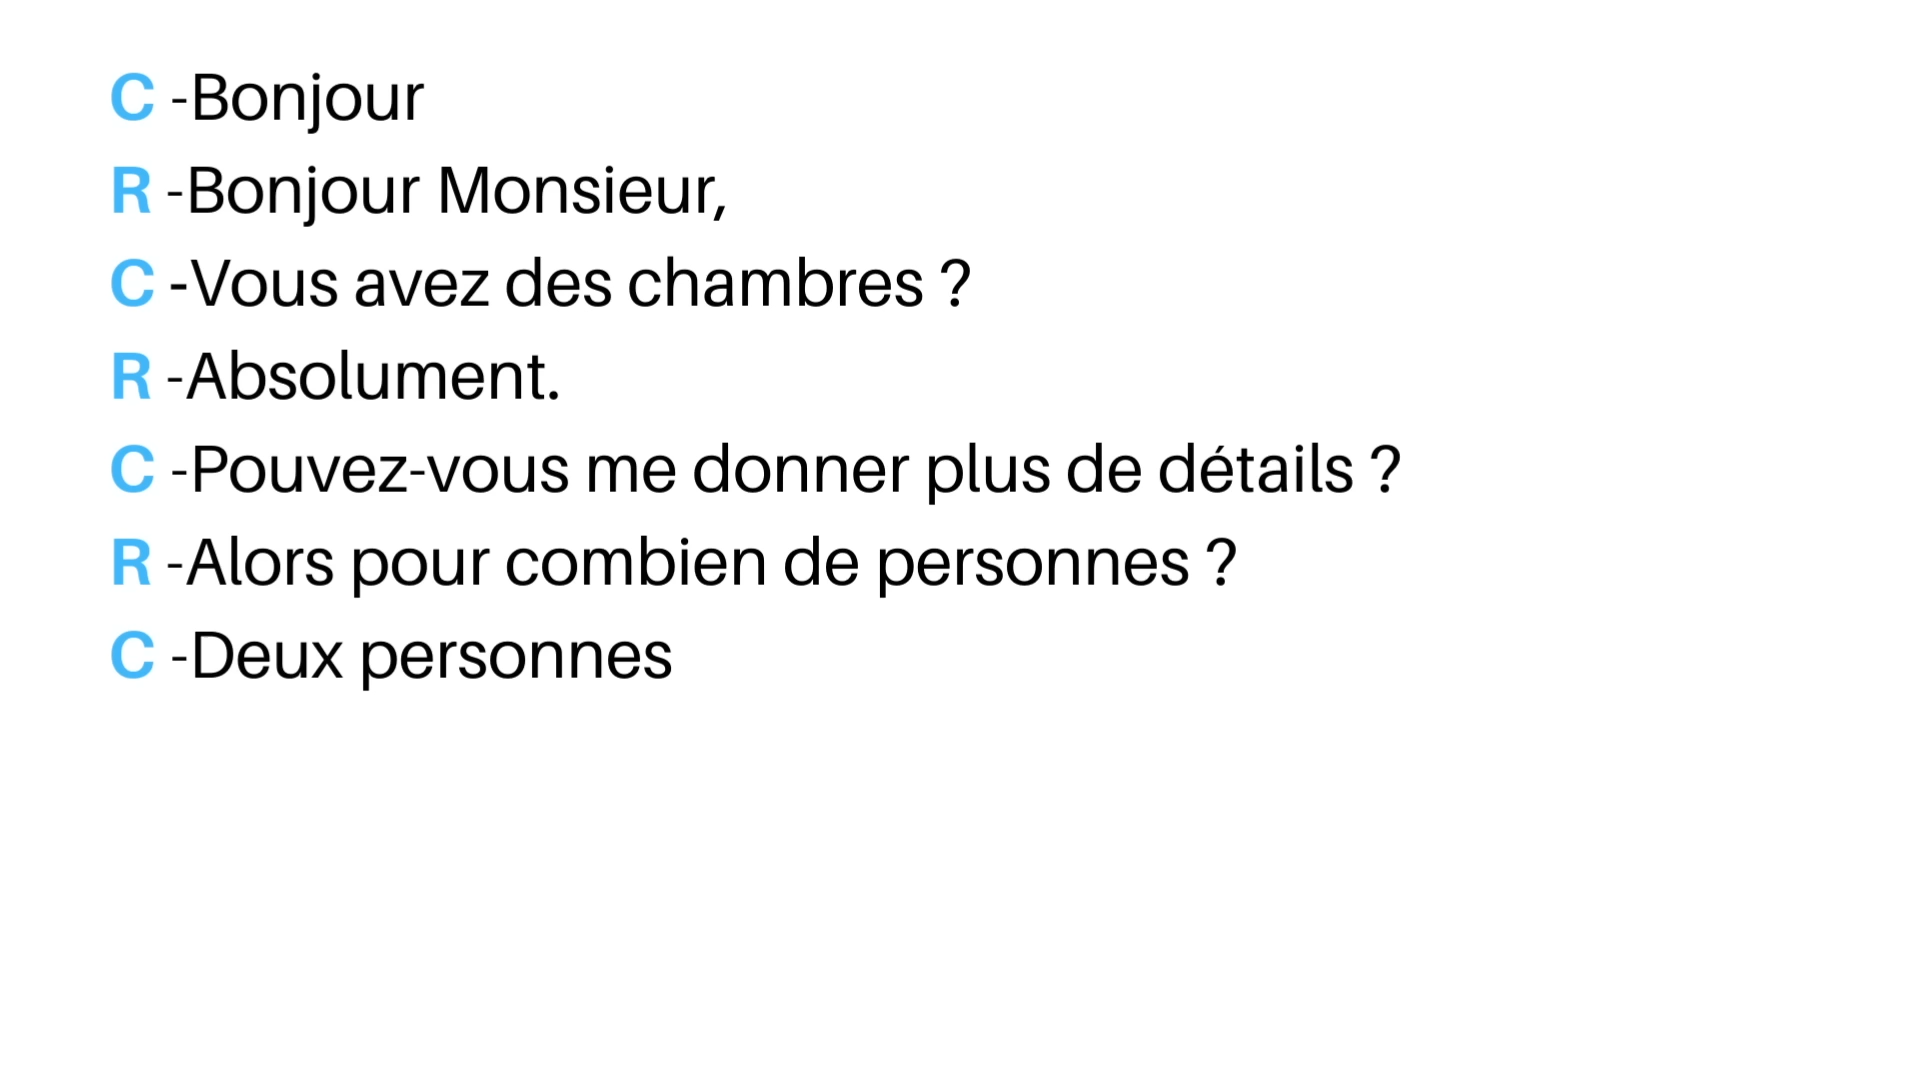 C -Bonjour
R -Bonjour Monsieur,
C -Vous avez des chambres ?
R -Absolument.
C -Pouvez-vous me donner plus de détails ?
R -Alors pour combien de personnes ?
C -Deux personnes